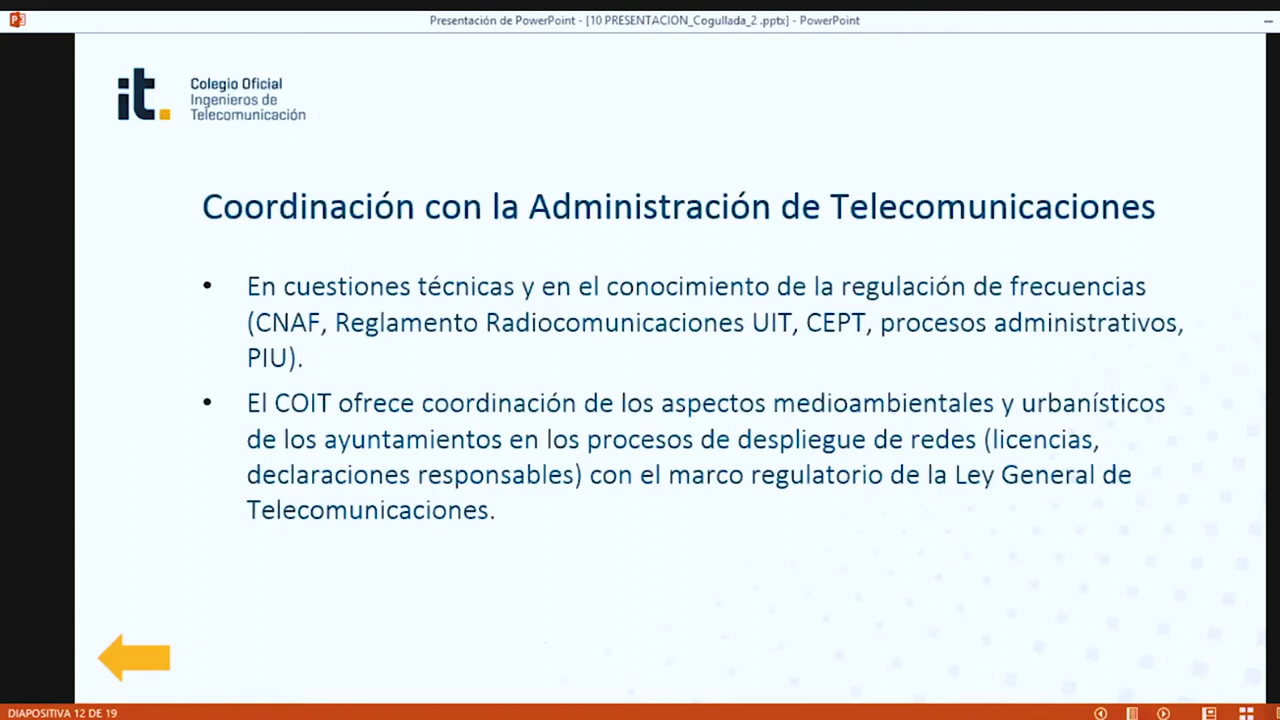 Presentación de PowerPoint - [10 PRESENTACION_Cogullada_2 .pptx] - PowerPoint
it.
Colegio Oficial
Ingenieros de
Telecomunicación
Coordinación con la Administración de Telecomunicaciones
• En cuestiones técnicas y en el conocimiento de la regulación de frecuencias
(CNAF, Reglamento Radiocomunicaciones UIT, CEPT, procesos administrativos,
PIU).
• El COIT ofrece coordinación de los aspectos medioambientales y urbanísticos
de los ayuntamientos en los procesos de despliegue de redes (licencias,
declaraciones responsables) con el marco regulatorio de la Ley General de
Telecomunicaciones.
DIAPOSITIVA 12 DE 19